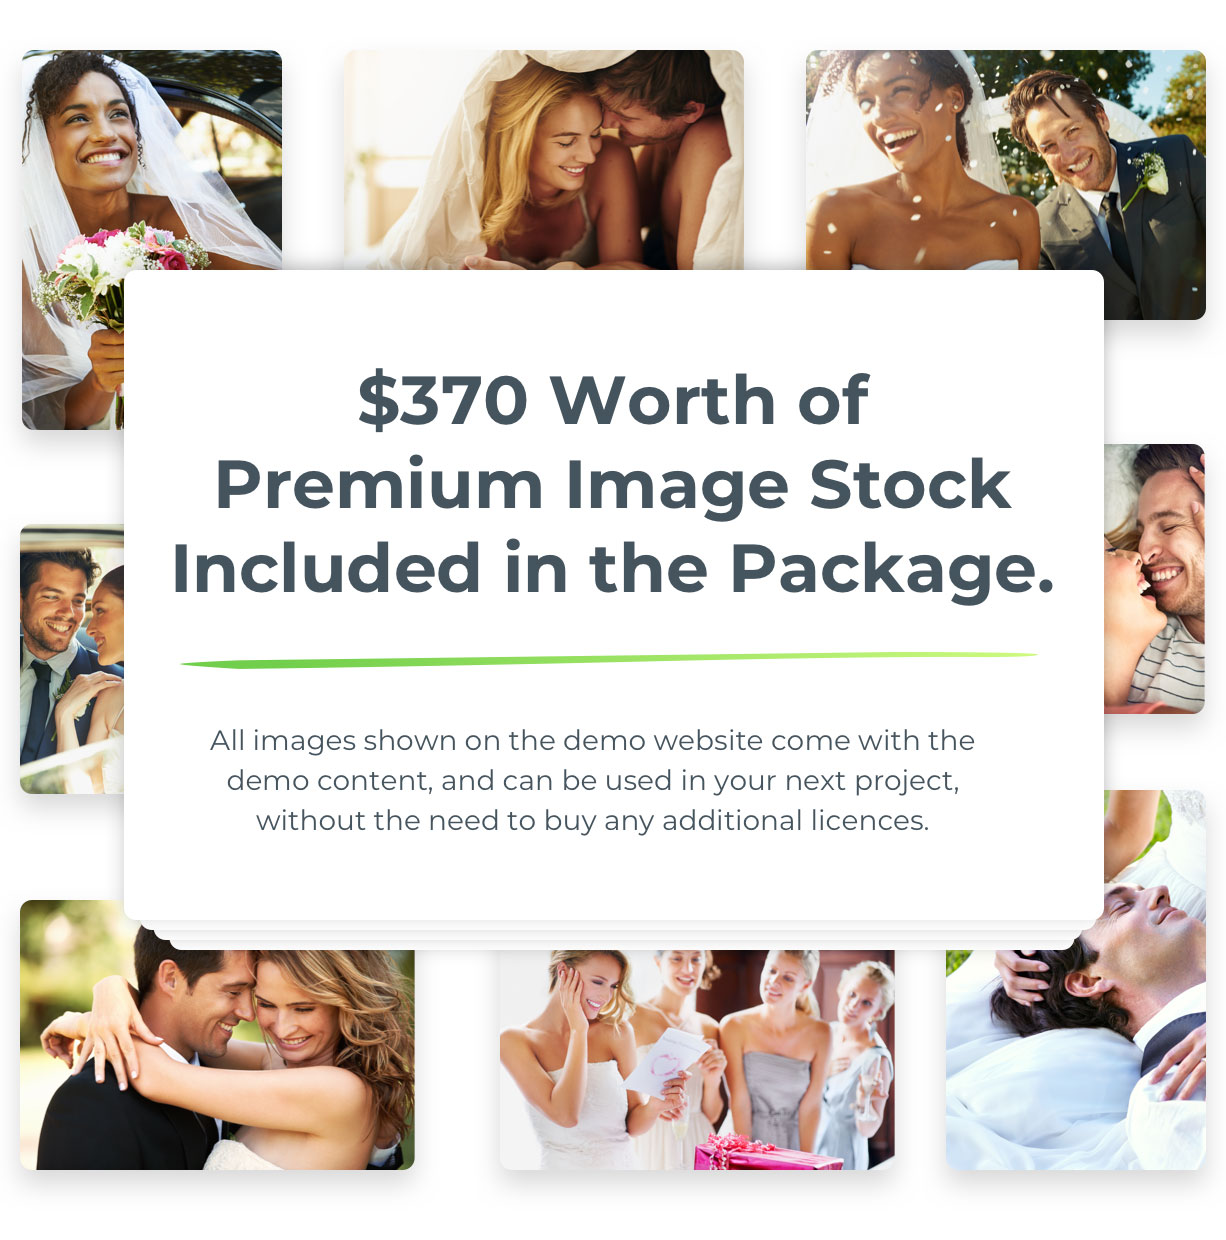 $370 Worth of
Premium Image Stock
Included in the Package.
All images shown on the demo website come with the
demo content, and can be used in your next project,
without the need to buy any additional licences.